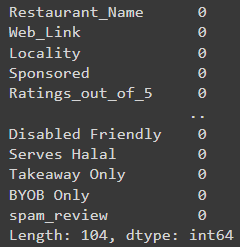 Restaurant_Name 0
Web_Link 0
Locality 0
Sponsored 0
Ratings_out_of_5 0
..
Disabled Friendly 0
Serves Halal 0
Takeaway Only 0
BYOB Only 0
spam_review 0
Length: 104, dtype: int64